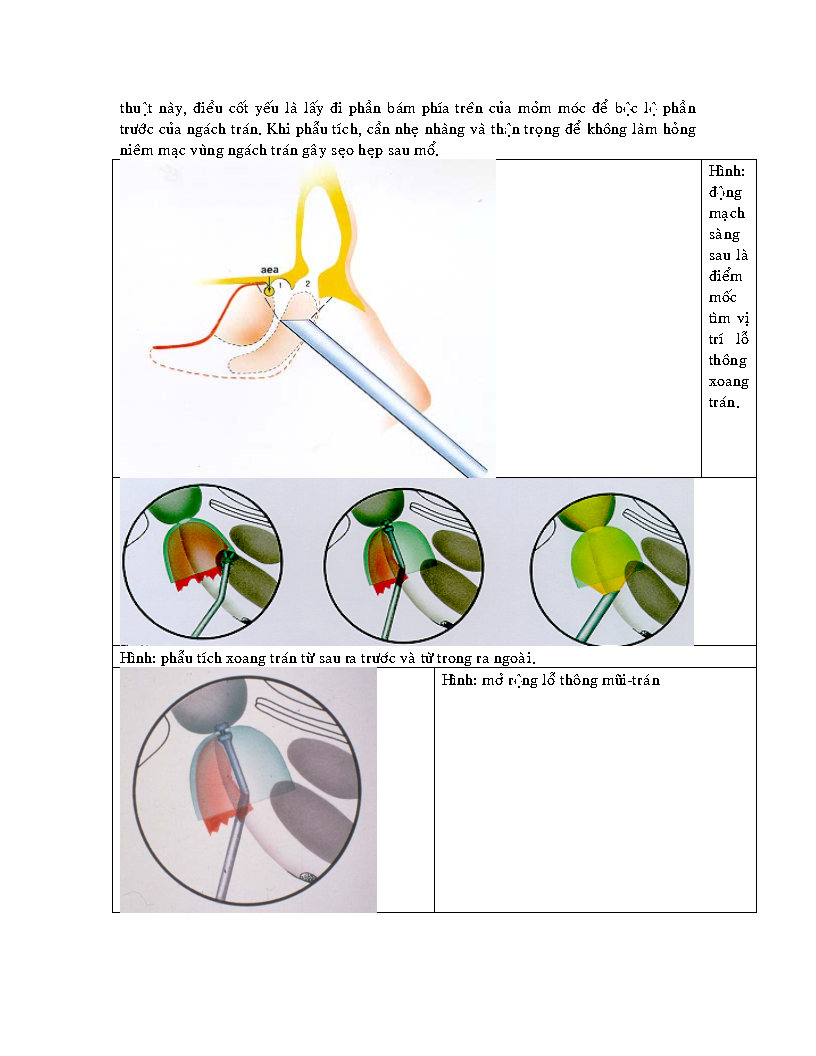 thuật này, điều cốt yếu là lấy đi phần bám phía trên của mỏm móc để bộc lộ phần
trước của ngách trán. Khi phẫu tích, cần nhẹ nhàng và thận trọng để không làm hỏng
niêm mạc vùng ngách trán gây sẹo hẹp sau mổ.
aea
1 2
Hình:
động
mạch
sàng
sau là
điểm
mốc
tìm vị
trí lỗ
thông
xoang
trán.
Hình: phẫu tích xoang trán từ sau ra trước và từ trong ra ngoài.
Hình: mở rộng lỗ thông mũi-trán